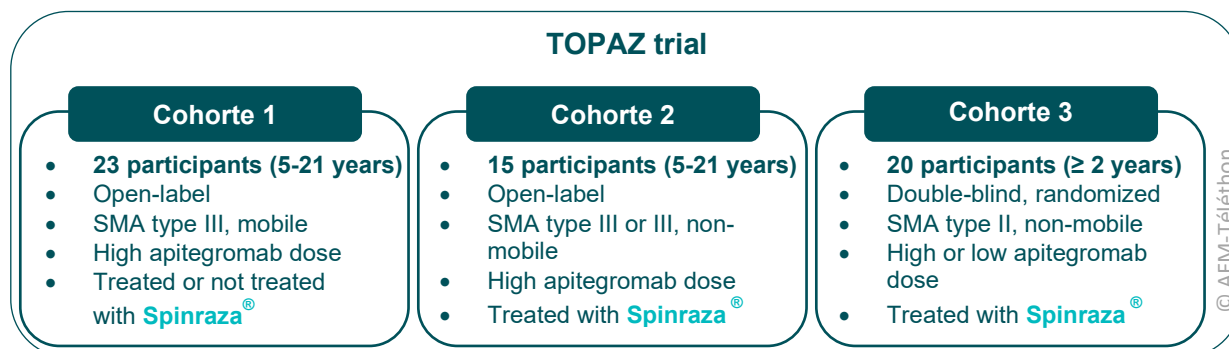 TOPAZ trial
Cohorte 1
• 23 participants (5-21 years)
• Open-label
• SMA type III, mobile
• High apitegromab dose
• Treated or not treated
with Spinraza®
Cohorte 2
• 15 participants (5-21 years)
• Open-label
• SMA type III or III, non-
mobile
• High apitegromab dose
• Treated with Spinraza®
Cohorte 3
• 20 participants (≥ 2 years)
• Double-blind, randomized
• SMA type II, non-mobile
• High or low apitegromab
dose
• Treated with Spinraza®
© AFM-Téléthon